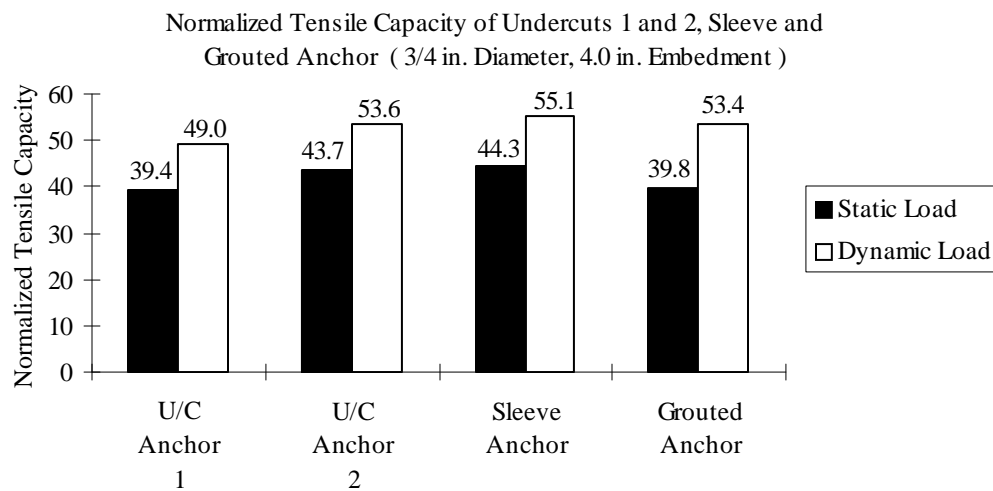 Normalized Tensile Capacity of Undercuts 1 and 2, Sleeve and
Grouted Anchor ( 3/4 in. Diameter, 4.0 in. Embedment )
Normalized Tensile Capacity
60
50
40
30
20
10
0
39.4
49.0
43.7
53.6
44.3
55.1
39.8
53.4
U/C
Anchor
1
U/C
Anchor
2
Sleeve
Anchor
Grouted
Anchor
Static Load
Dynamic Load